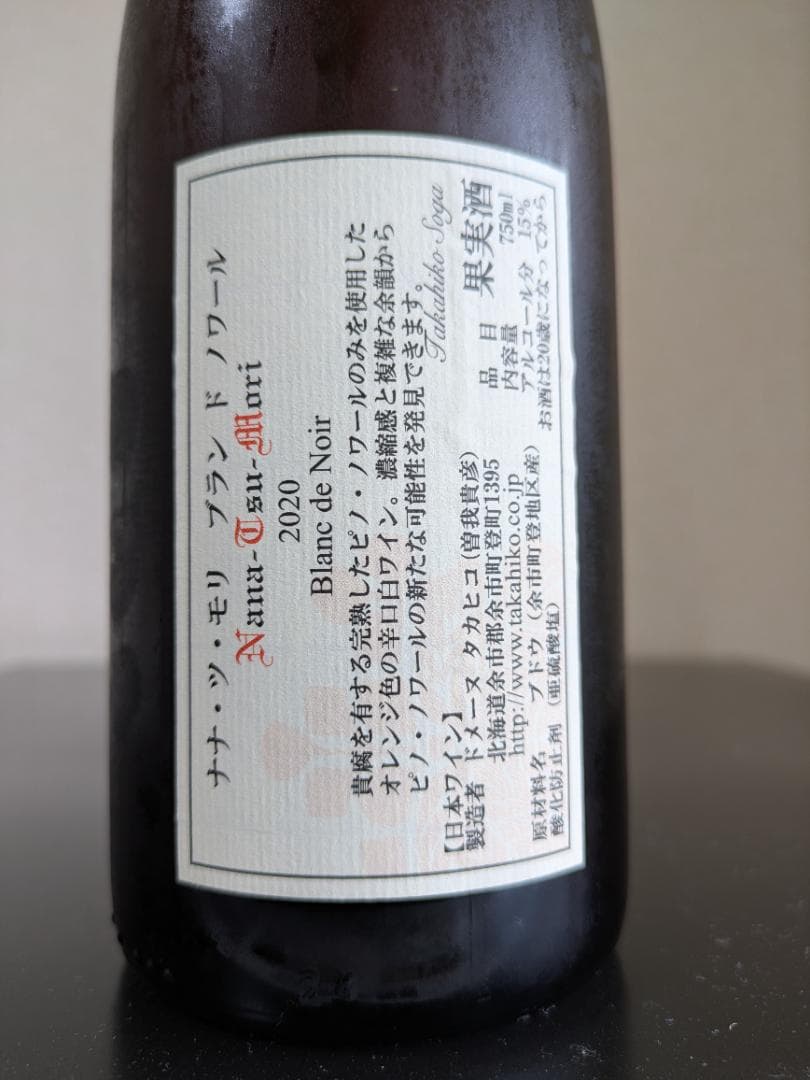 ナナ・ツ・モリ ブラン ド ノワール
Nana-Tsu-Mori
2020
Blanc de Noir
貴腐を有する完熟したピノ・ノワールのみを使用した
オレンジ色の辛口白ワイン。濃縮感と複雑な余韻から
ピノ・ノワールの新たな可能性を発見できます。
Takahiko Soga
【日本ワイン】
製造者 ドメーヌ タカヒコ(曽我貴彦)
北海道余市郡余市町登町1395
http://www.takahiko.co.jp
原材料名 ブドウ(余市町登地区産)
酸化防止剤(亜硫酸塩)
品目 果実酒
内容量 750ml
アルコール分 15%
お酒は20歳になってから